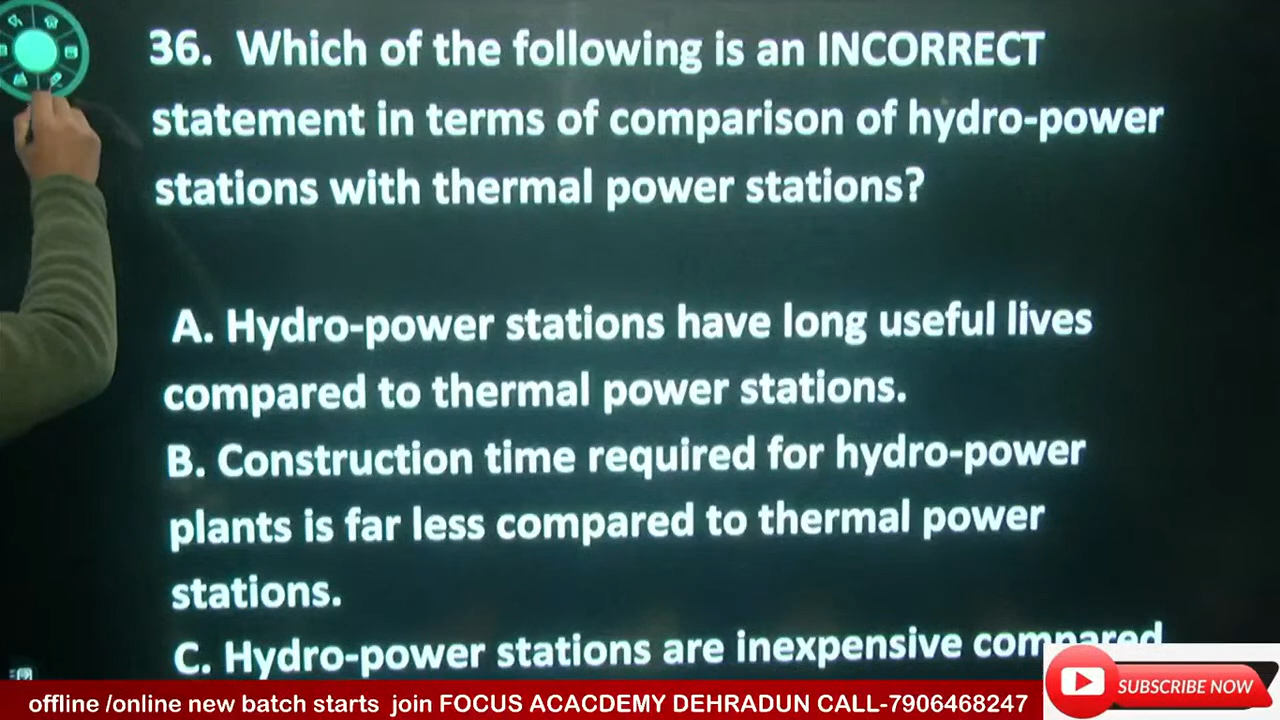 36. Which of the following is an INCORRECT
statement in terms of comparison of hydro-power
stations with thermal power stations?
A. Hydro-power stations have long useful lives
compared to thermal power stations.
B. Construction time required for hydro-power
plants is far less compared to thermal power
stations.
C. Hydro-power stations are inexpensive compared
SUBSCRIBE NOW
offline /online new batch starts join FOCUS ACACDEMY DEHRADUN CALL-7906468247